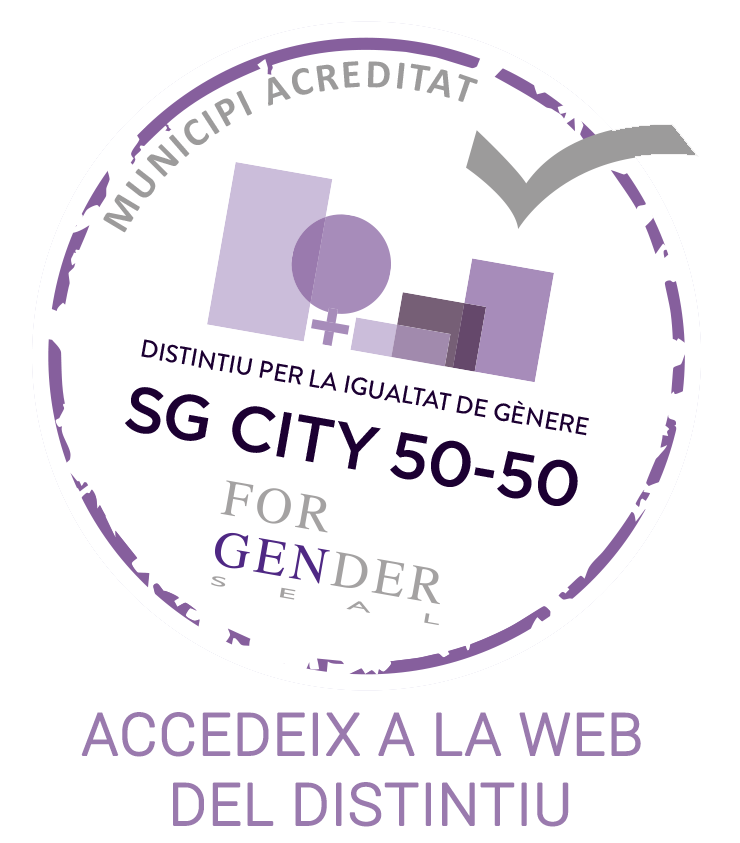 MUNICIPI ACREDITAT
DISTINTIU PER LA IGUALTAT DE GÈNERE
SG CITY 50-50
FOR
GENDER
SEAL
ACCEDEIX A LA WEB
DEL DISTINTIU